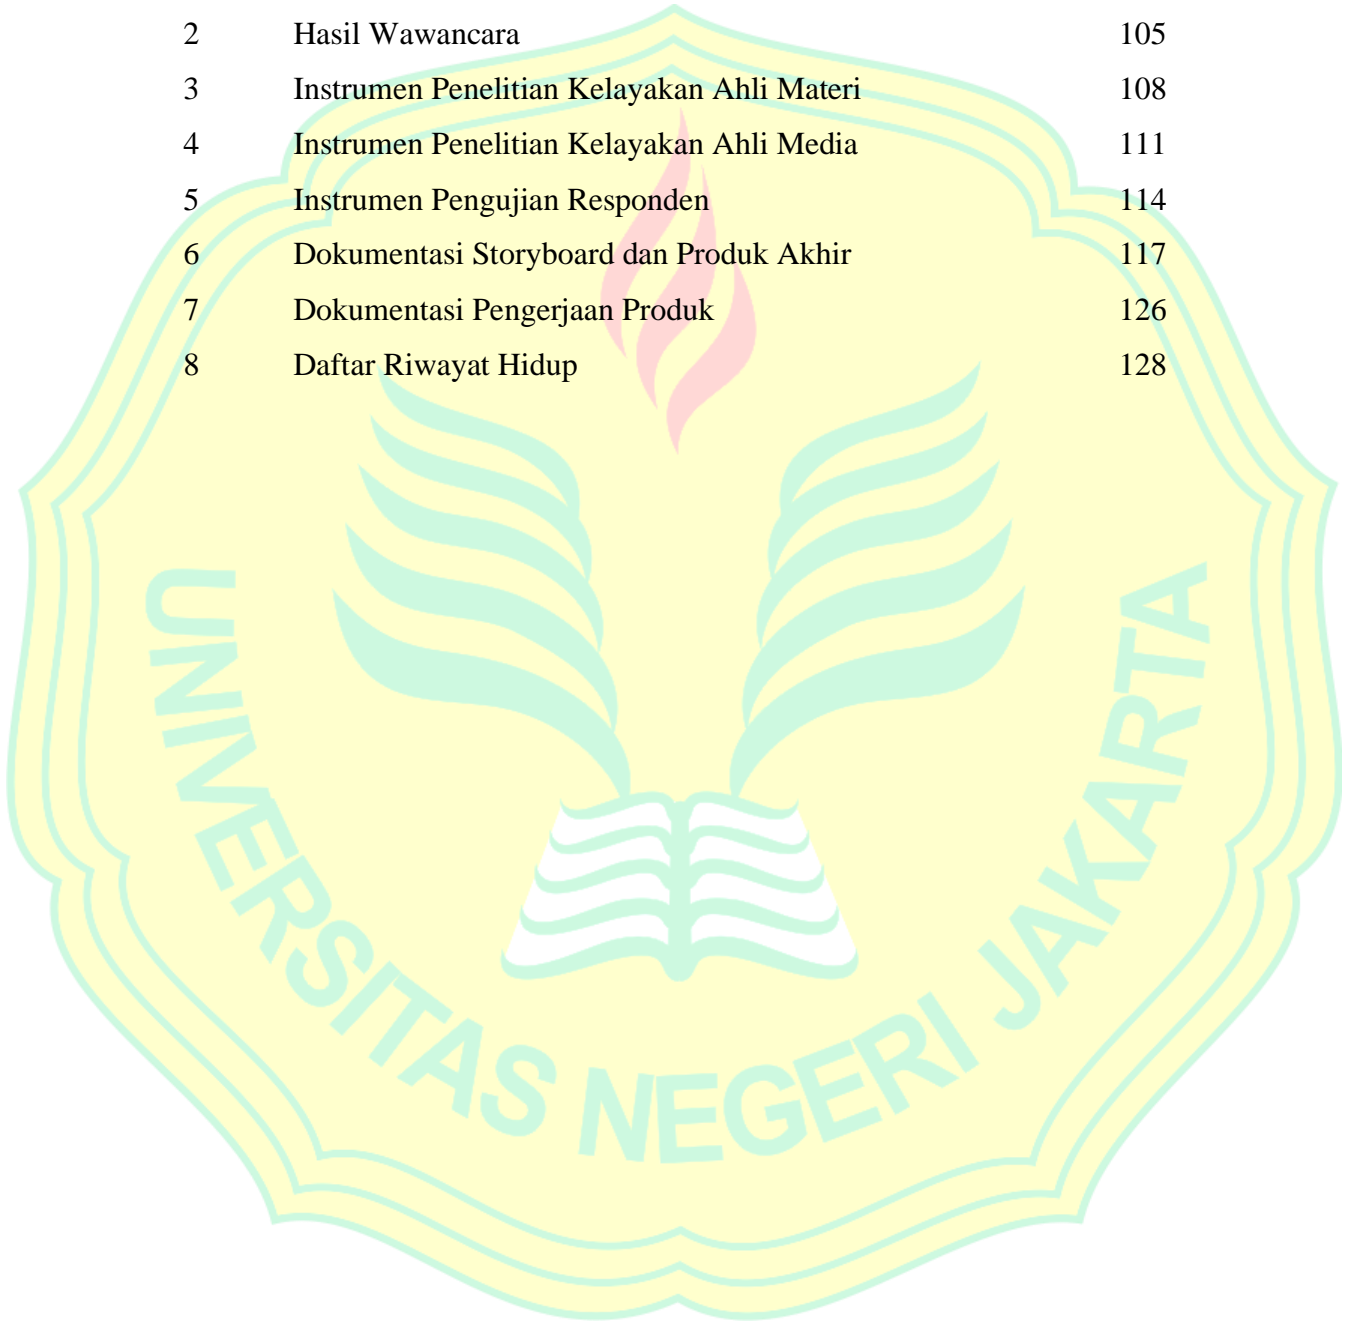 2 Hasil Wawancara 105
3 Instrumen Penelitian Kelayakan Ahli Materi 108
4 Instrumen Penelitian Kelayakan Ahli Media 111
5 Instrumen Pengujian Responden 114
6 Dokumentasi Storyboard dan Produk Akhir 117
7 Dokumentasi Pengerjaan Produk 126
8 Daftar Riwayat Hidup 128
UNIVERSITAS NEGERI JAKARTA